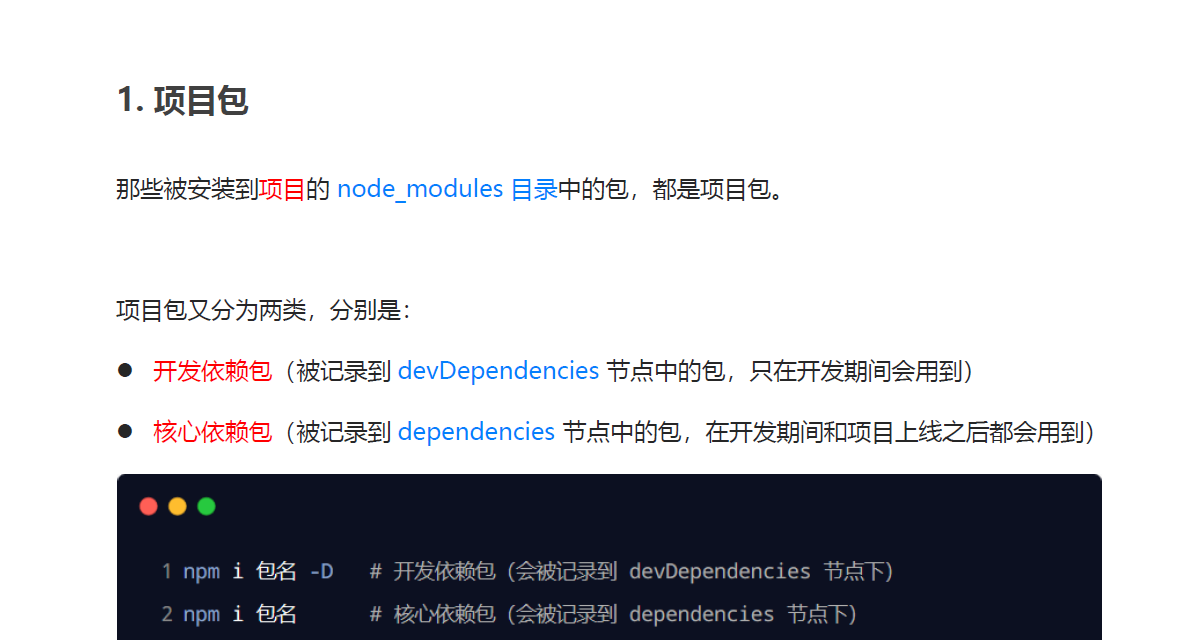 1. 项目包
那些被安装到项目的 node_modules 目录中的包，都是项目包。
项目包又分为两类，分别是：
● 开发依赖包（被记录到 devDependencies 节点中的包，只在开发期间会用到）
● 核心依赖包（被记录到 dependencies 节点中的包，在开发期间和项目上线之后都会用到）
1 npm i 包名 -D # 开发依赖包（会被记录到 devDependencies 节点下）
2 npm i 包名 # 核心依赖包（会被记录到 dependencies 节点下）